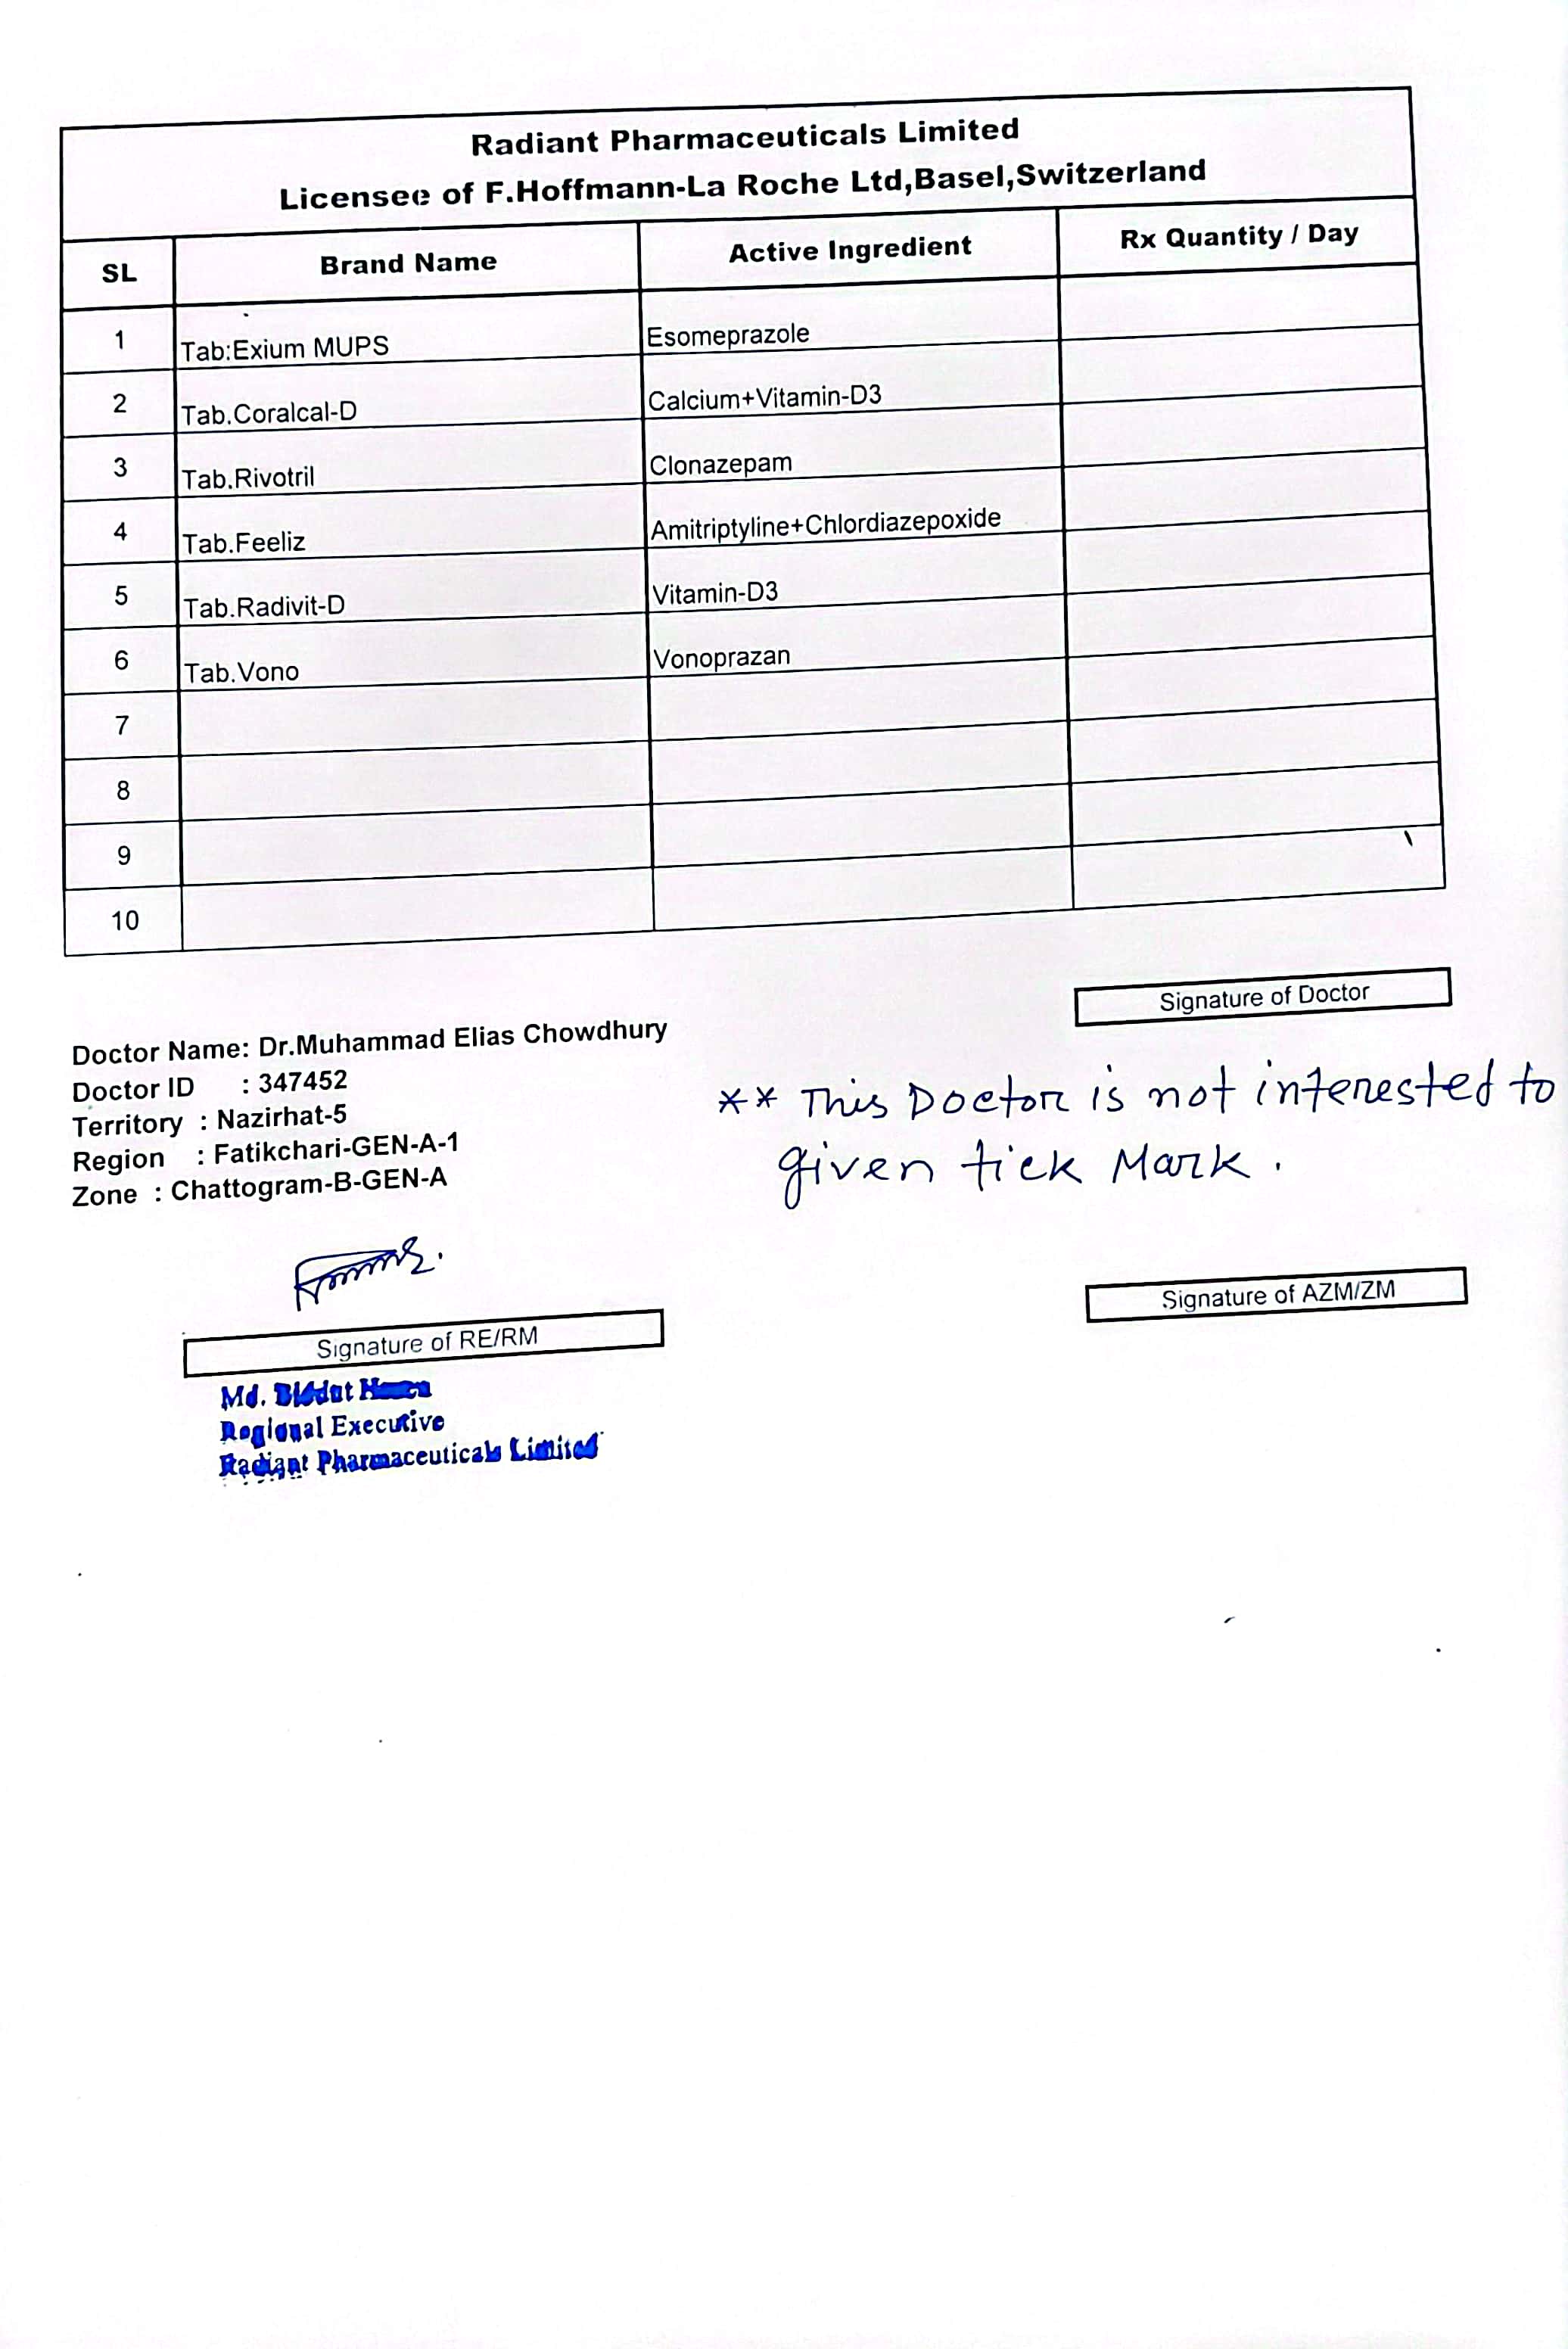 Radiant Pharmaceuticals Limited
Licensee of F.Hoffmann-La Roche Ltd,Basel,Switzerland
SL Brand Name Active Ingredient Rx Quantity / Day
1 Tab:Exium MUPS Esomeprazole
2 Tab.Coralcal-D Calcium+Vitamin-D3
3 Tab.Rivotril Clonazepam
4 Tab.Feeliz Amitriptyline+Chlordiazepoxide
5 Tab.Radivit-D Vitamin-D3
6 Tab.Vono Vonoprazan
7
8
9
10
Signature of Doctor
Doctor Name: Dr.Muhammad Elias Chowdhury
Doctor ID : 347452
Territory : Nazirhat-5
Region : Fatikchari-GEN-A-1
Zone : Chattogram-B-GEN-A
** This Doctor is not interested to
given tick Mark.
Signature of RE/RM
Signature of AZM/ZM
Md.
Regional Executive
Radiant Pharmaceuticals Limited